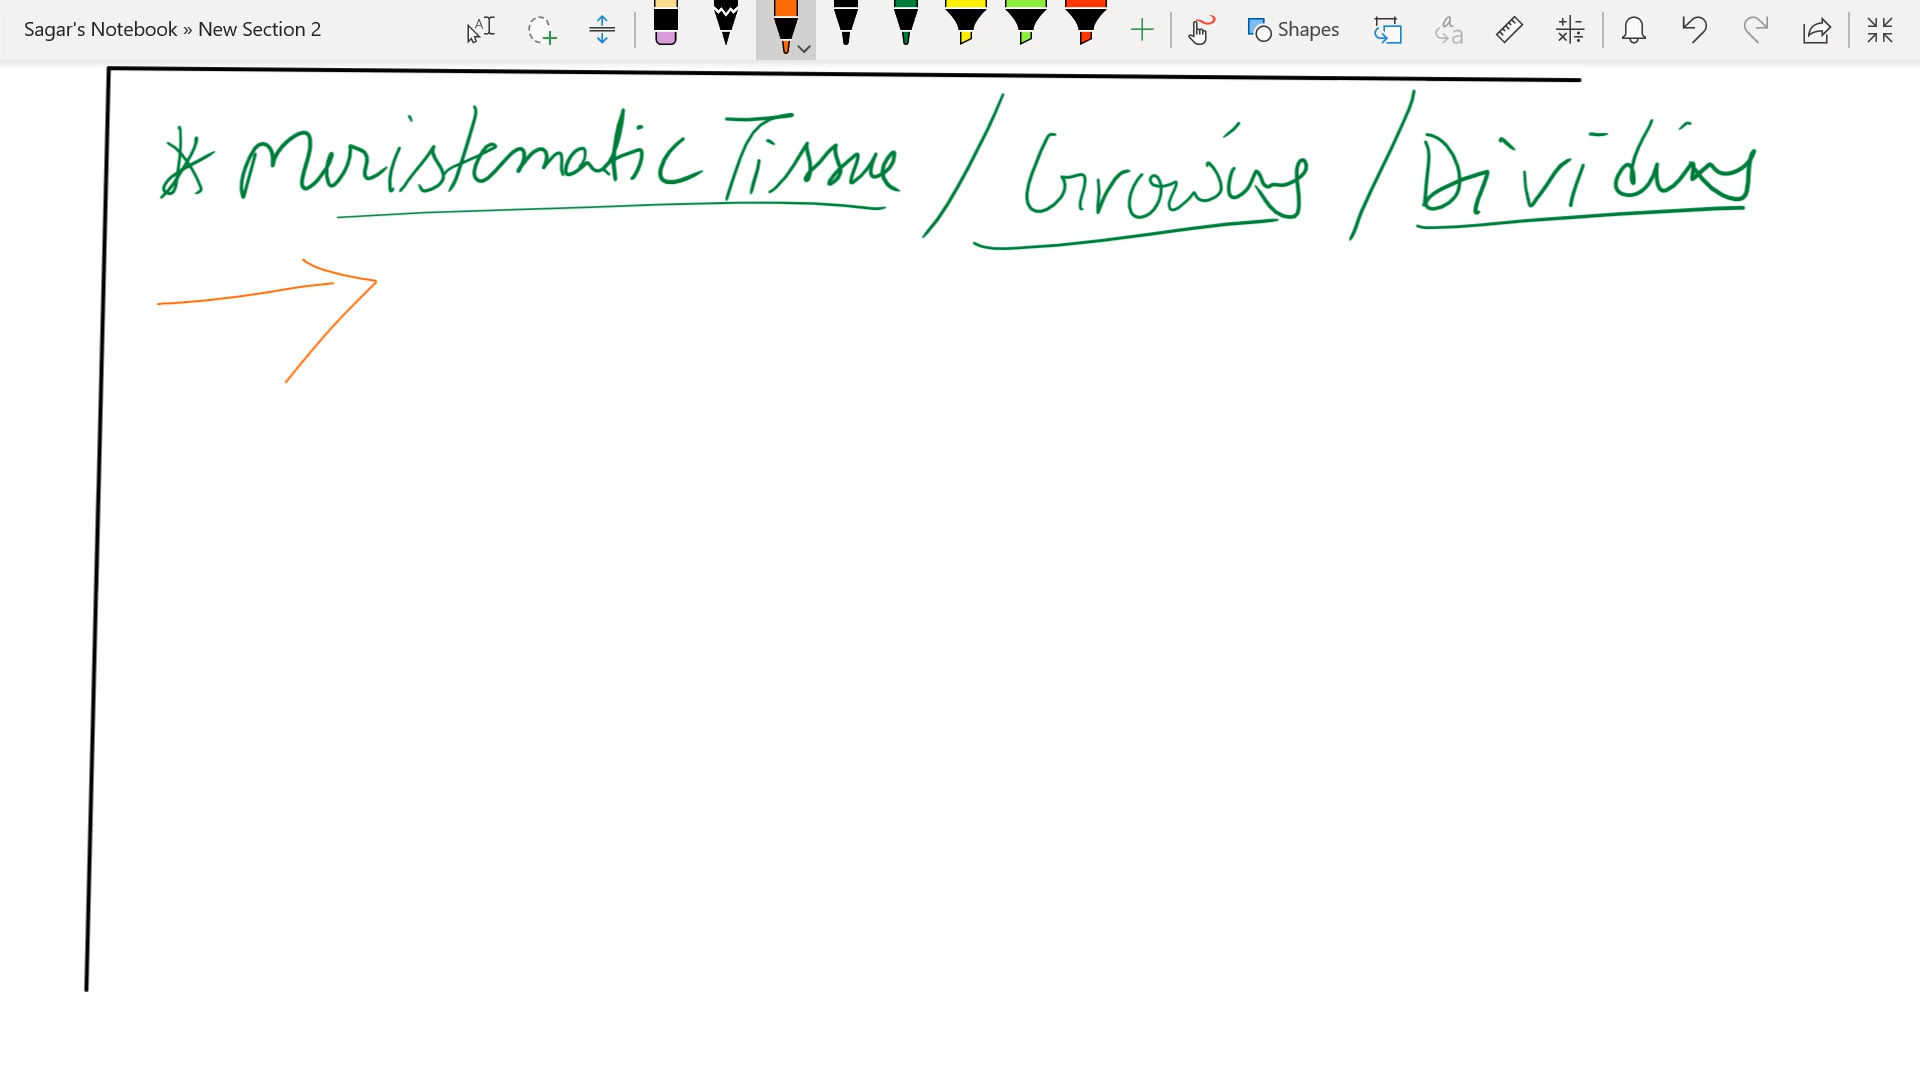 Sagar's Notebook » New Section 2
Shapes
* Meristematic Tissue / Growing / Dividing